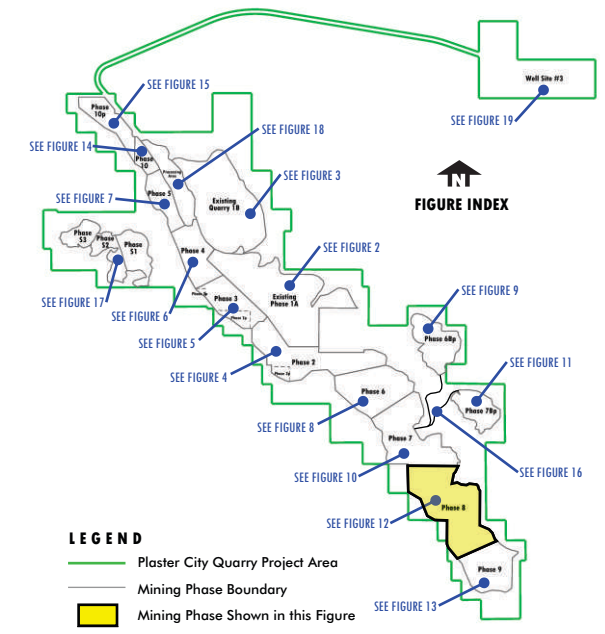 SEE FIGURE 15
Phase
10p
Well Site #3
SEE FIGURE 19
SEE FIGURE 18
SEE FIGURE 14
Phase
10
Processing
Area
SEE FIGURE 3
N
FIGURE INDEX
SEE FIGURE 7
Phase 5
Existing
Quarry 1B
Phase
S3
Phase
S2
Phase
S1
Phase 4
SEE FIGURE 2
SEE FIGURE 17
SEE FIGURE 6
Phase 3
Existing
Phase 1A
SEE FIGURE 9
SEE FIGURE 5
Phase 6Bp
SEE FIGURE 4
Phase 2
SEE FIGURE 11
Phase 6
Phase 7Bp
SEE FIGURE 8
Phase 7
SEE FIGURE 10
SEE FIGURE 16
Phase 8
SEE FIGURE 12
Phase 9
SEE FIGURE 13
LEGEND
Plaster City Quarry Project Area
Mining Phase Boundary
Mining Phase Shown in this Figure